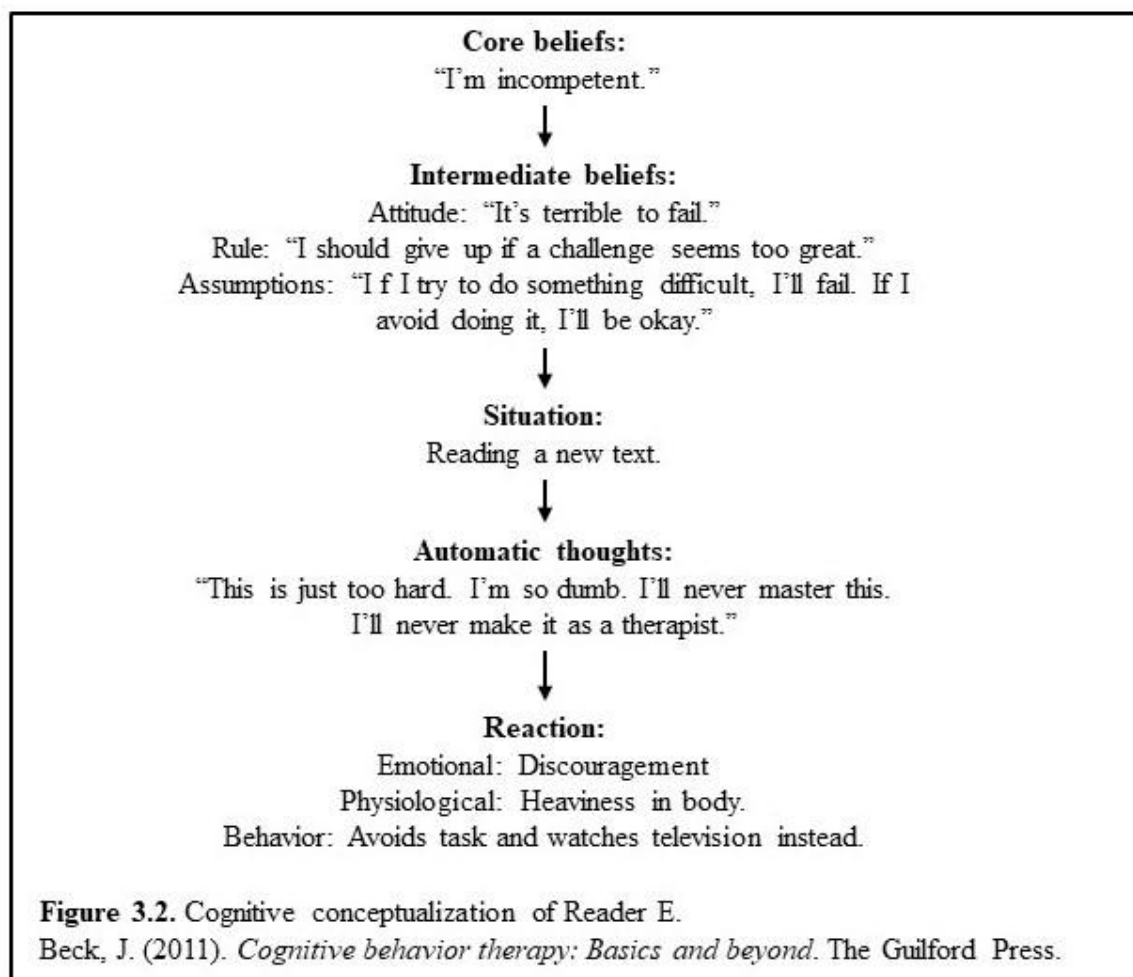 Core beliefs:
“I’m incompetent.”
Intermediate beliefs:
Attitude: “It’s terrible to fail.”
Rule: “I should give up if a challenge seems too great.”
Assumptions: “I f I try to do something difficult, I’ll fail. If I
avoid doing it, I’ll be okay.”
Situation:
Reading a new text.
Automatic thoughts:
“This is just too hard. I’m so dumb. I’ll never master this.
I’ll never make it as a therapist.”
Reaction:
Emotional: Discouragement
Physiological: Heaviness in body.
Behavior: Avoids task and watches television instead.
Figure 3.2. Cognitive conceptualization of Reader E.
Beck, J. (2011). Cognitive behavior therapy: Basics and beyond. The Guilford Press.